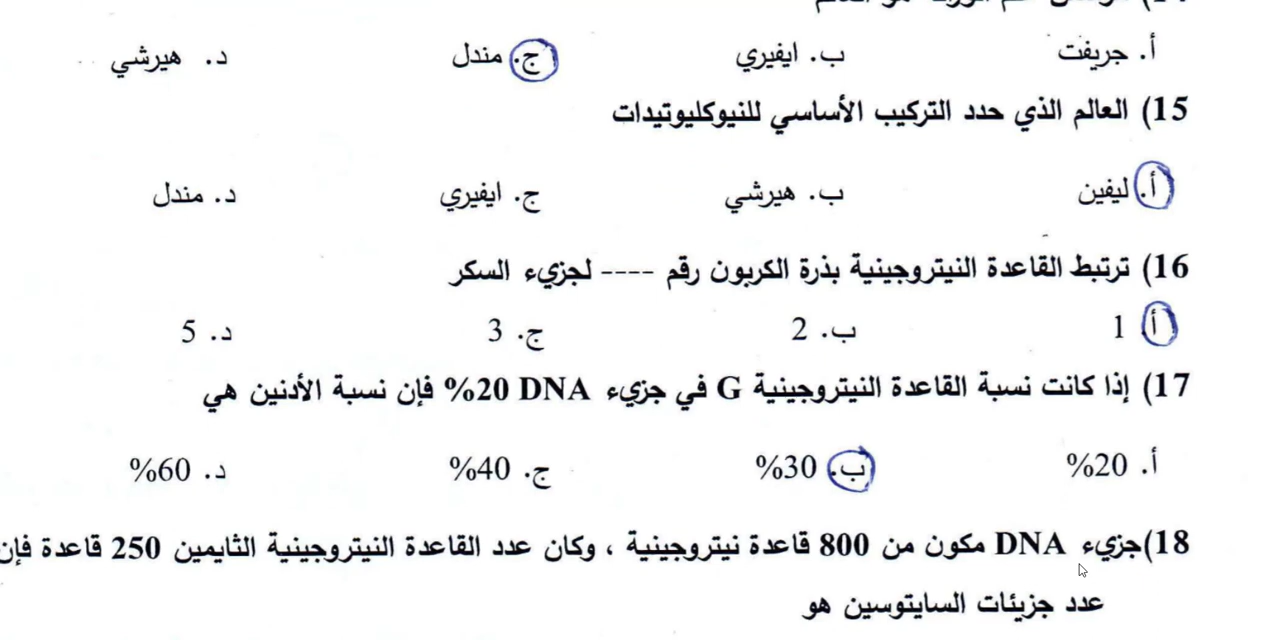 أ. جريفت ب. ايفيري ج. مندل د. هيرشي
15) العالم الذي حدد التركيب الأساسي للنيوكليوتيدات
أ. ليفين ب. هيرشي ج. ايفيري د. مندل
16) ترتبط القاعدة النيتروجينية بذرة الكربون رقم ---- لجزيء السكر
أ 1 ب. 2 ج. 3 د. 5
17) إذا كانت نسبة القاعدة النيتروجينية G في جزيء DNA 20% فإن نسبة الأدنين هي
أ. 20% ب. 30% ج. 40% د. 60%
18)جزيء DNA مكون من 800 قاعدة نيتروجينية ، وكان عدد القاعدة النيتروجينية الثايمين 250 قاعدة فإن
عدد جزيئات السايتوسين هو